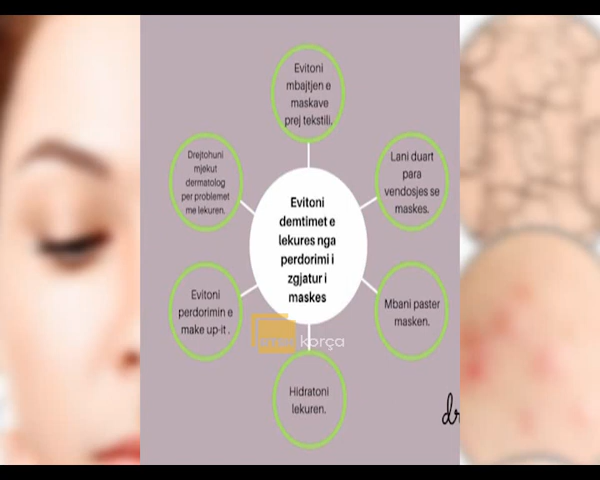 Evitoni
mbajtjen e
maskave
prej tekstili.
Drejtohuni
mjekut
dermatolog
per problemet
me lekuren.
Lani duart
para
vendosjes se
maskes.
Evitoni
demtimet e
lekures nga
perdorimi i
zgjatur i
maskes
Evitoni
perdorimin e
make up-it .
Mbani paster
masken.
korça
Hidratoni
lekuren.
dr